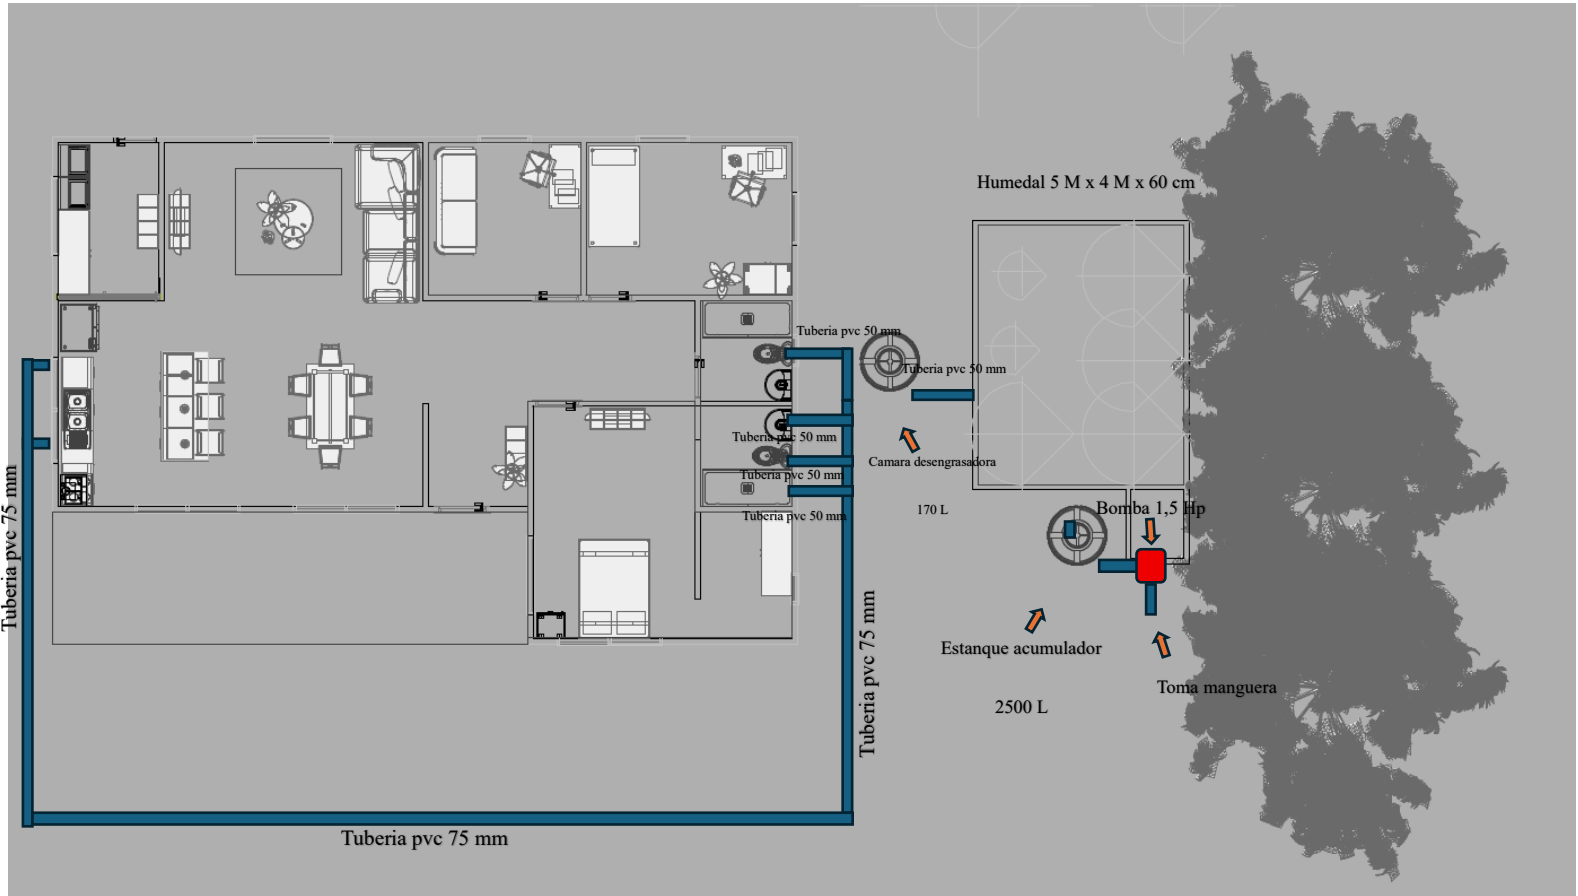 Humedal 5 M x 4 M x 60 cm
Tuberia pvc 50 mm
Tuberia pvc 50 mm
Tuberia pvc 50 mm
Camara desengrasadora
Tuberia pvc 50 mm
Tuberia pvc 50 mm
170 L
Bomba 1,5 Hp
Tuberia pvc 75 mm
Tuberia pvc 75 mm
Estanque acumulador
Toma manguera
2500 L
Tuberia pvc 75 mm